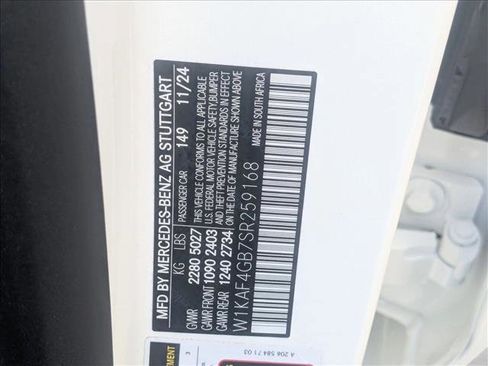 MFD BY MERCEDES-BENZ AG STUTTGART
PASSENGER CAR 149 11/24
KG LBS
GVWR 2280 5027
GAWR FRONT 1090 2403
GAWR REAR 1240 2734
THIS VEHICLE CONFORMS TO ALL APPLICABLE
U.S. FEDERAL MOTOR VEHICLE SAFETY, BUMPER
AND THEFT PREVENTION STANDARDS IN EFFECT
ON THE DATE OF MANUFACTURE SHOWN ABOVE
MADE IN SOUTH AFRICA
W1KAF4GB7SR259168
A 206 584 71 03
3